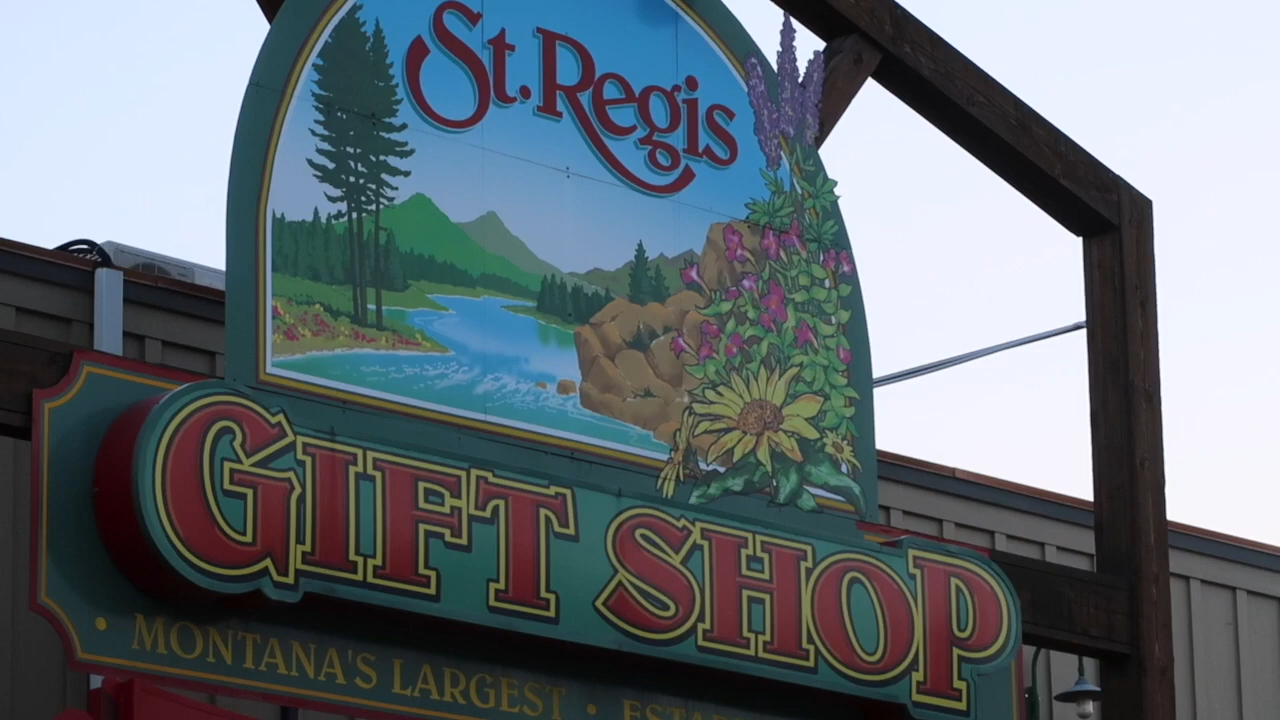 St. Regis
GIFT SHOP
• MONTANA'S LARGEST •